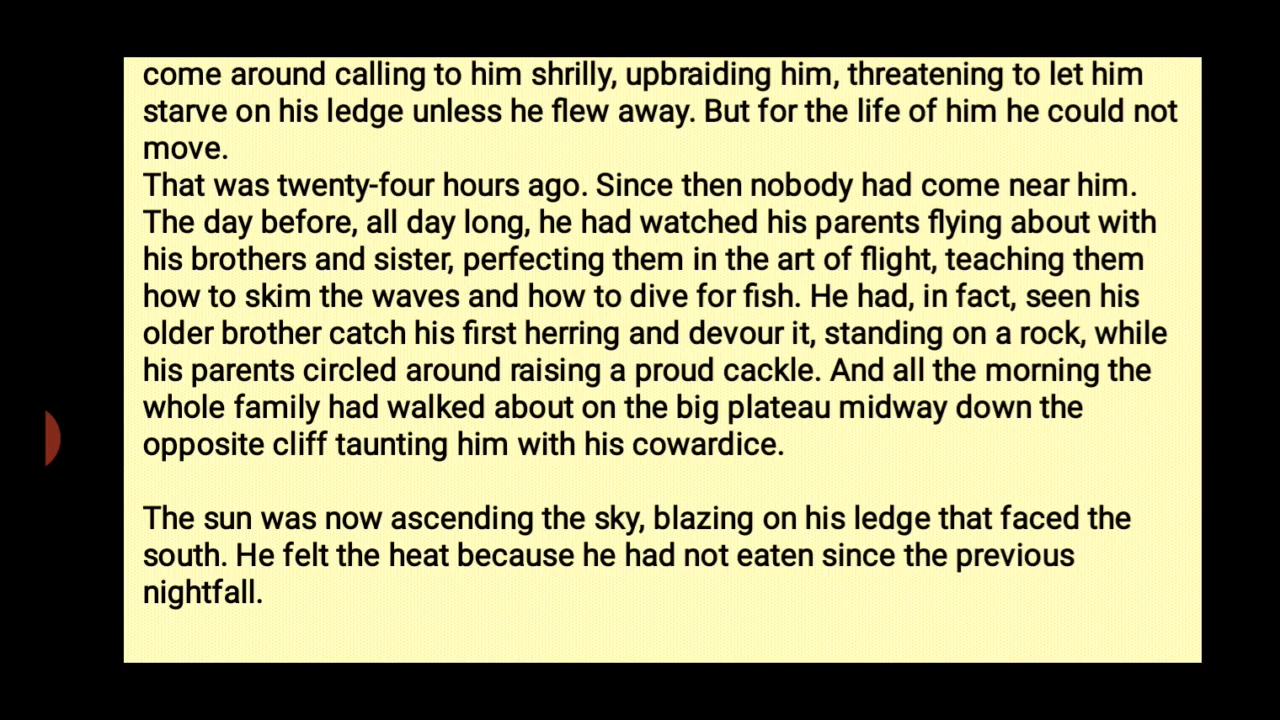 come around calling to him shrilly, upbraiding him, threatening to let him
starve on his ledge unless he flew away. But for the life of him he could not
move.
That was twenty-four hours ago. Since then nobody had come near him.
The day before, all day long, he had watched his parents flying about with
his brothers and sister, perfecting them in the art of flight, teaching them
how to skim the waves and how to dive for fish. He had, in fact, seen his
older brother catch his first herring and devour it, standing on a rock, while
his parents circled around raising a proud cackle. And all the morning the
whole family had walked about on the big plateau midway down the
opposite cliff taunting him with his cowardice.
The sun was now ascending the sky, blazing on his ledge that faced the
south. He felt the heat because he had not eaten since the previous
nightfall.